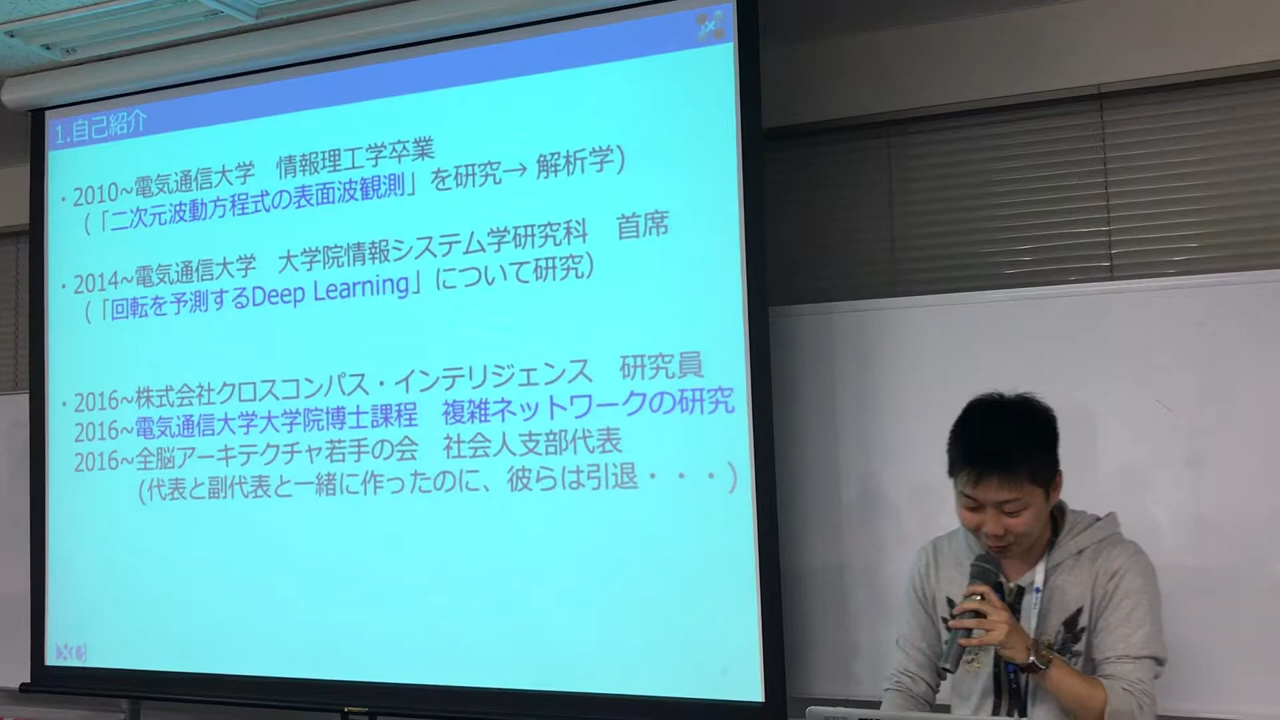 1.自己紹介
・2010~電気通信大学　情報理工学卒業
(「二次元波動方程式の表面波観測」を研究→ 解析学)
・2014~電気通信大学　大学院情報システム学研究科　首席
(「回転を予測するDeep Learning」について研究)
・2016~株式会社クロスコンパス・インテリジェンス　研究員
2016~電気通信大学大学院博士課程　複雑ネットワークの研究
2016~全脳アーキテクチャ若手の会　社会人支部代表
(代表と副代表と一緒に作ったのに、彼らは引退・・・)